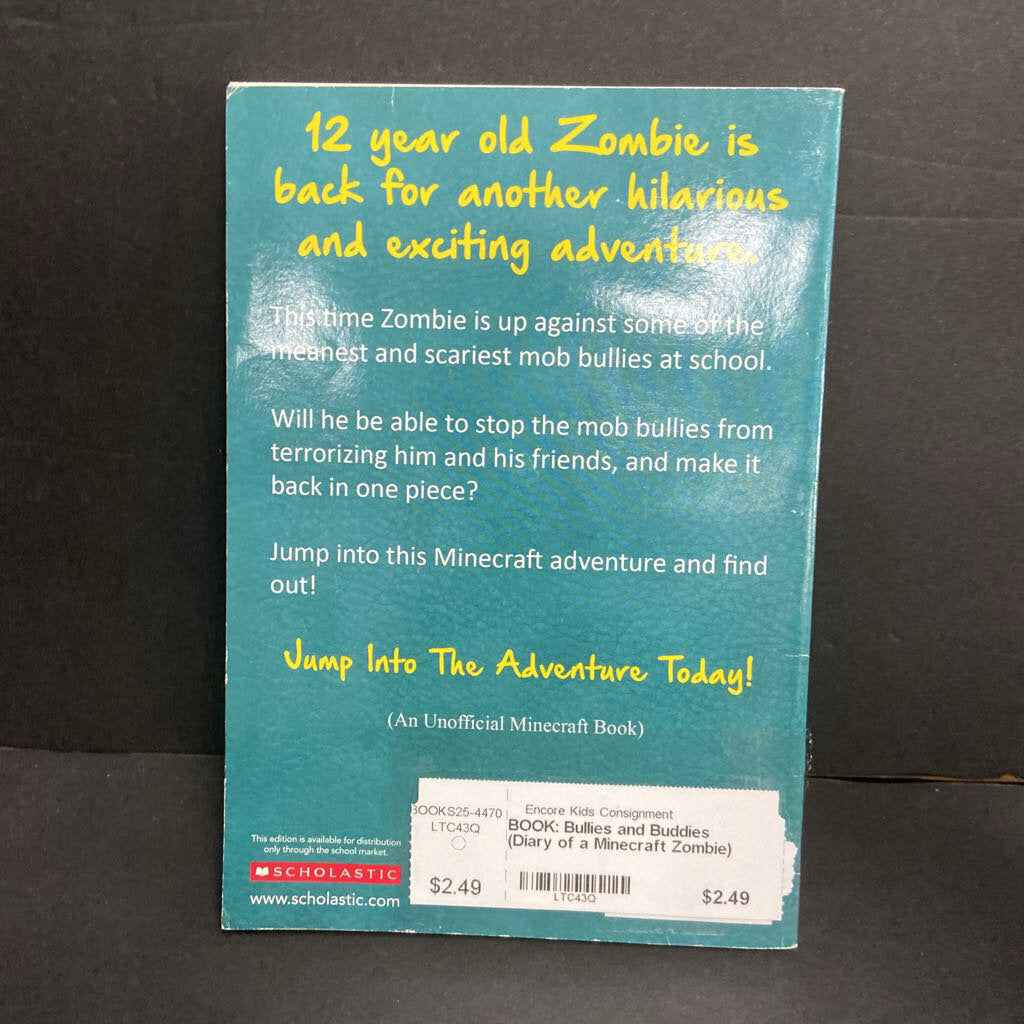 12 year old Zombie is
back for another hilarious
and exciting adventure.
This time Zombie is up against some of the
meanest and scariest mob bullies at school.
Will he be able to stop the mob bullies from
terrorizing him and his friends, and make it
back in one piece?
Jump into this Minecraft adventure and find
out!
Jump Into The Adventure Today!
(An Unofficial Minecraft Book)
This edition is available for distribution
only through the school market.
SCHOLASTIC
www.scholastic.com
BOOKS25-4470
LTC43Q
$2.49
Encore Kids Consignment
BOOK: Bullies and Buddies
(Diary of a Minecraft Zombie)
LTC43Q
$2.49